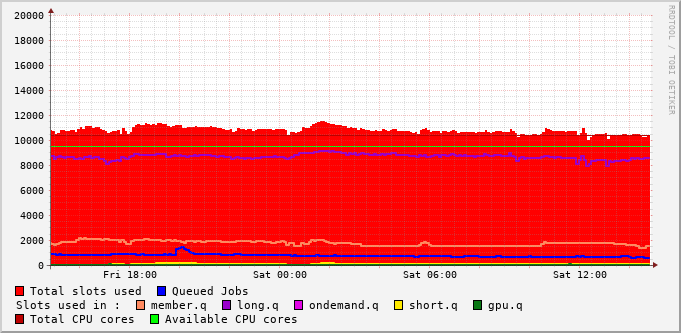 20000
18000
16000
14000
12000
10000
8000
6000
4000
2000
0
Fri 18:00 Sat 00:00 Sat 06:00 Sat 12:00
Total slots used Queued Jobs
Slots used in : member.q long.q ondemand.q short.q gpu.q
Total CPU cores Available CPU cores
RRDTOOL / TOBI OETIKER